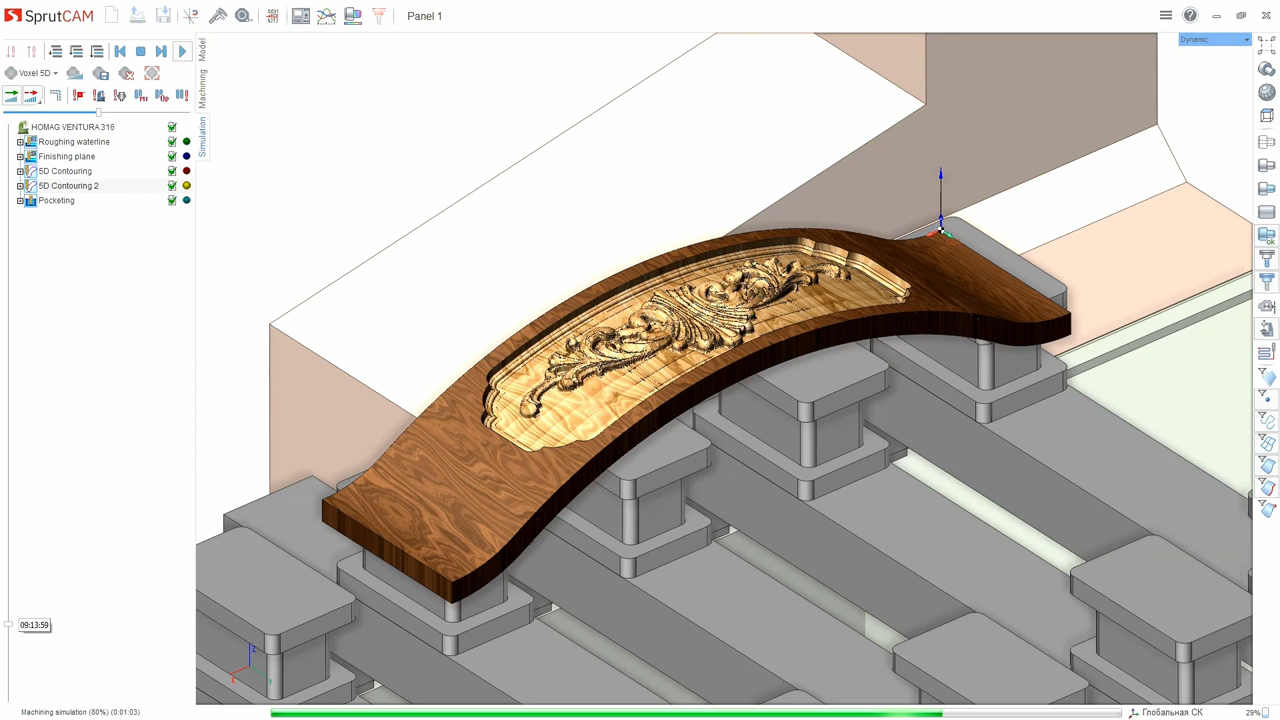 SprutCAM
Panel 1
Dynamic
Voxel 5D
Model
Machining
Simulation
HOMAG VENTURA 316
Roughing waterline
Finishing plane
5D Contouring
5D Contouring 2
Pocketing
09:13:59
Z
X
Y
Machining simulation (80%) (0:01:03)
Глобальная СК
29%